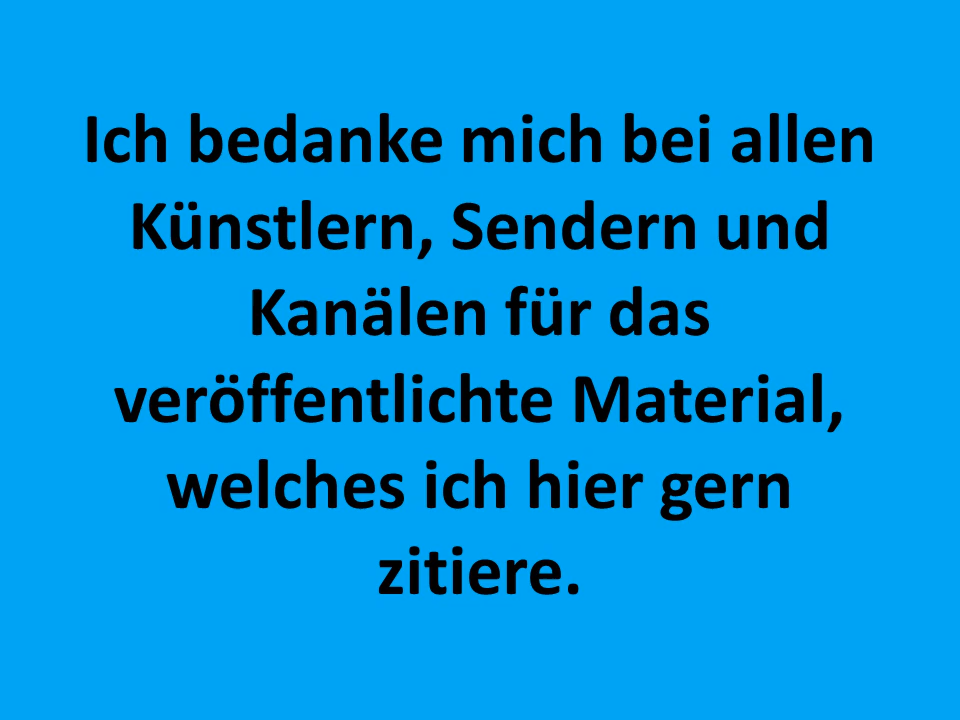 Ich bedanke mich bei allen
Künstlern, Sendern und
Kanälen für das
veröffentlichte Material,
welches ich hier gern
zitiere.